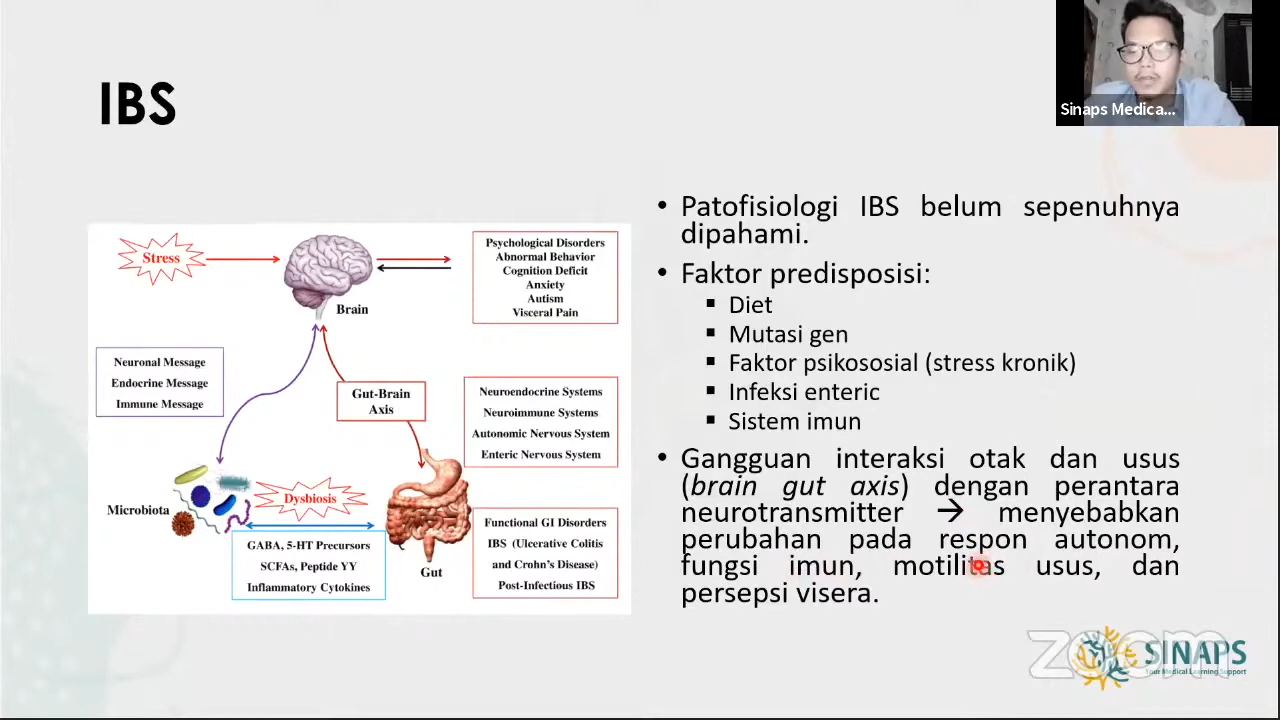 Sinaps Medica...
IBS
Stress
Brain
Psychological Disorders
Abnormal Behavior
Cognition Deficit
Anxiety
Autism
Visceral Pain
Neuronal Message
Endocrine Message
Immune Message
Gut-Brain
Axis
Neuroendocrine Systems
Neuroimmune Systems
Autonomic Nervous System
Enteric Nervous System
Microbiota
Dysbiosis
GABA, 5-HT Precursors
SCFAs, Peptide YY
Inflammatory Cytokines
Gut
Functional GI Disorders
IBS (Ulcerative Colitis
and Crohn's Disease)
Post-Infectious IBS
• Patofisiologi IBS belum sepenuhnya
dipahami.
• Faktor predisposisi:
▪ Diet
▪ Mutasi gen
▪ Faktor psikososial (stress kronik)
▪ Infeksi enteric
▪ Sistem imun
• Gangguan interaksi otak dan usus
(brain gut axis) dengan perantara
neurotransmitter → menyebabkan
perubahan pada respon autonom,
fungsi imun, motilitas usus, dan
persepsi visera.
zoom
SINAPS
Your Medical Learning Support